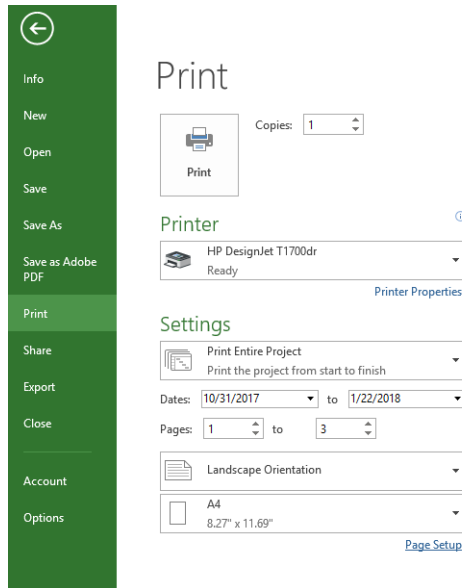 Info
New
Open
Save
Save As
Save as Adobe
PDF
Print
Share
Export
Close
Account
Options
Print
Print
Copies: 1
Printer
HP DesignJet T1700dr
Ready
Printer Properties
Settings
Print Entire Project
Print the project from start to finish
Dates: 10/31/2017 to 1/22/2018
Pages: 1 to 3
Landscape Orientation
A4
8.27" x 11.69"
Page Setup